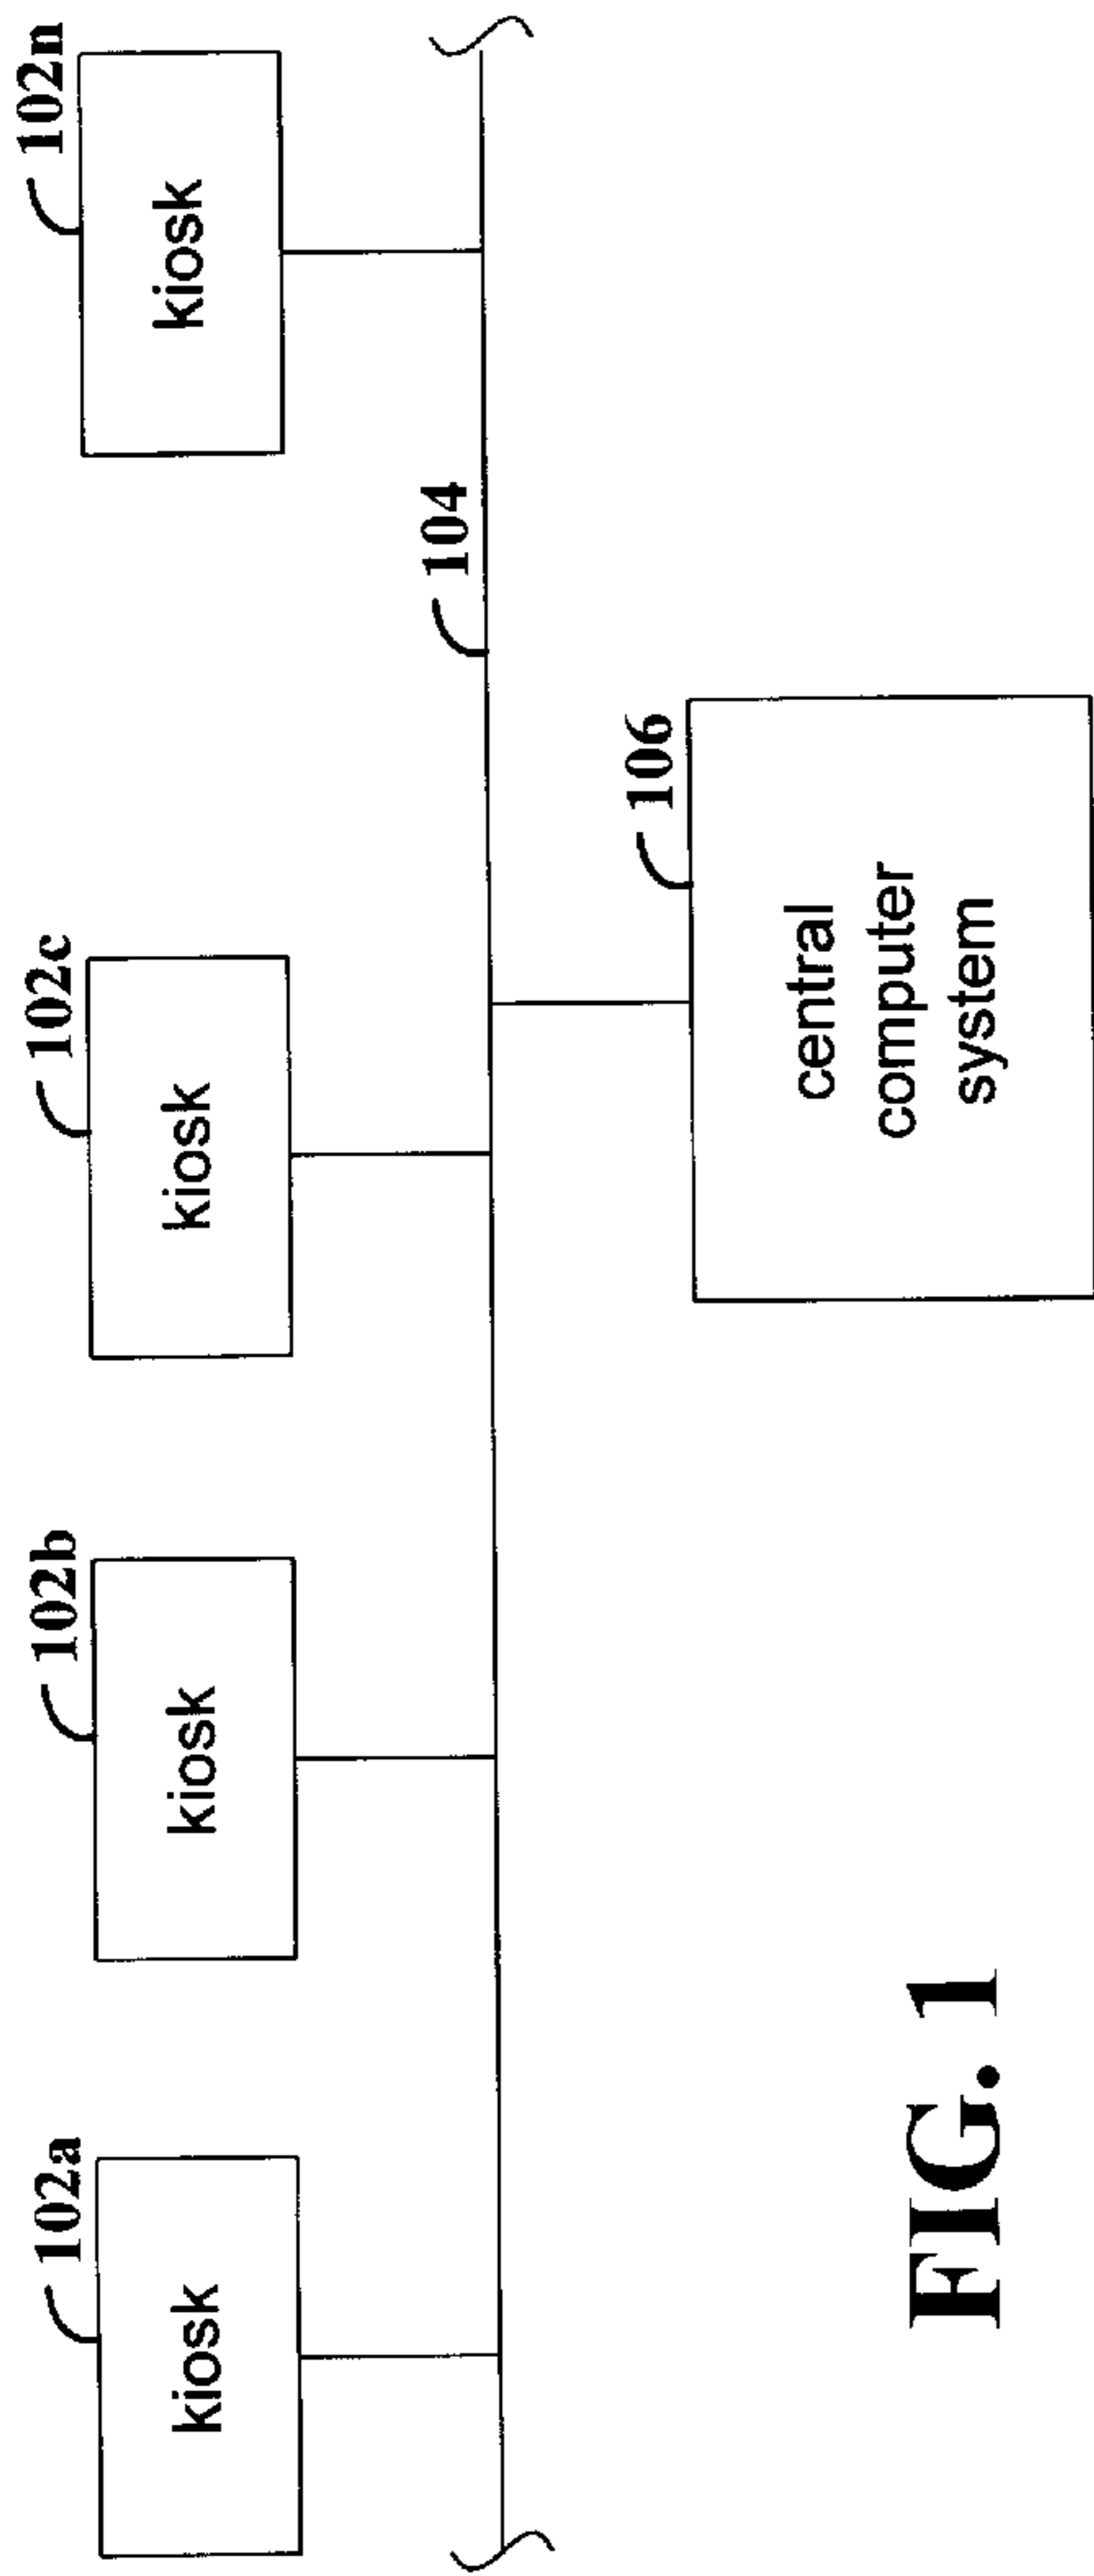 102a
102b
102c
102n
kiosk
kiosk
kiosk
kiosk
104
106
central
computer
system
FIG. 1